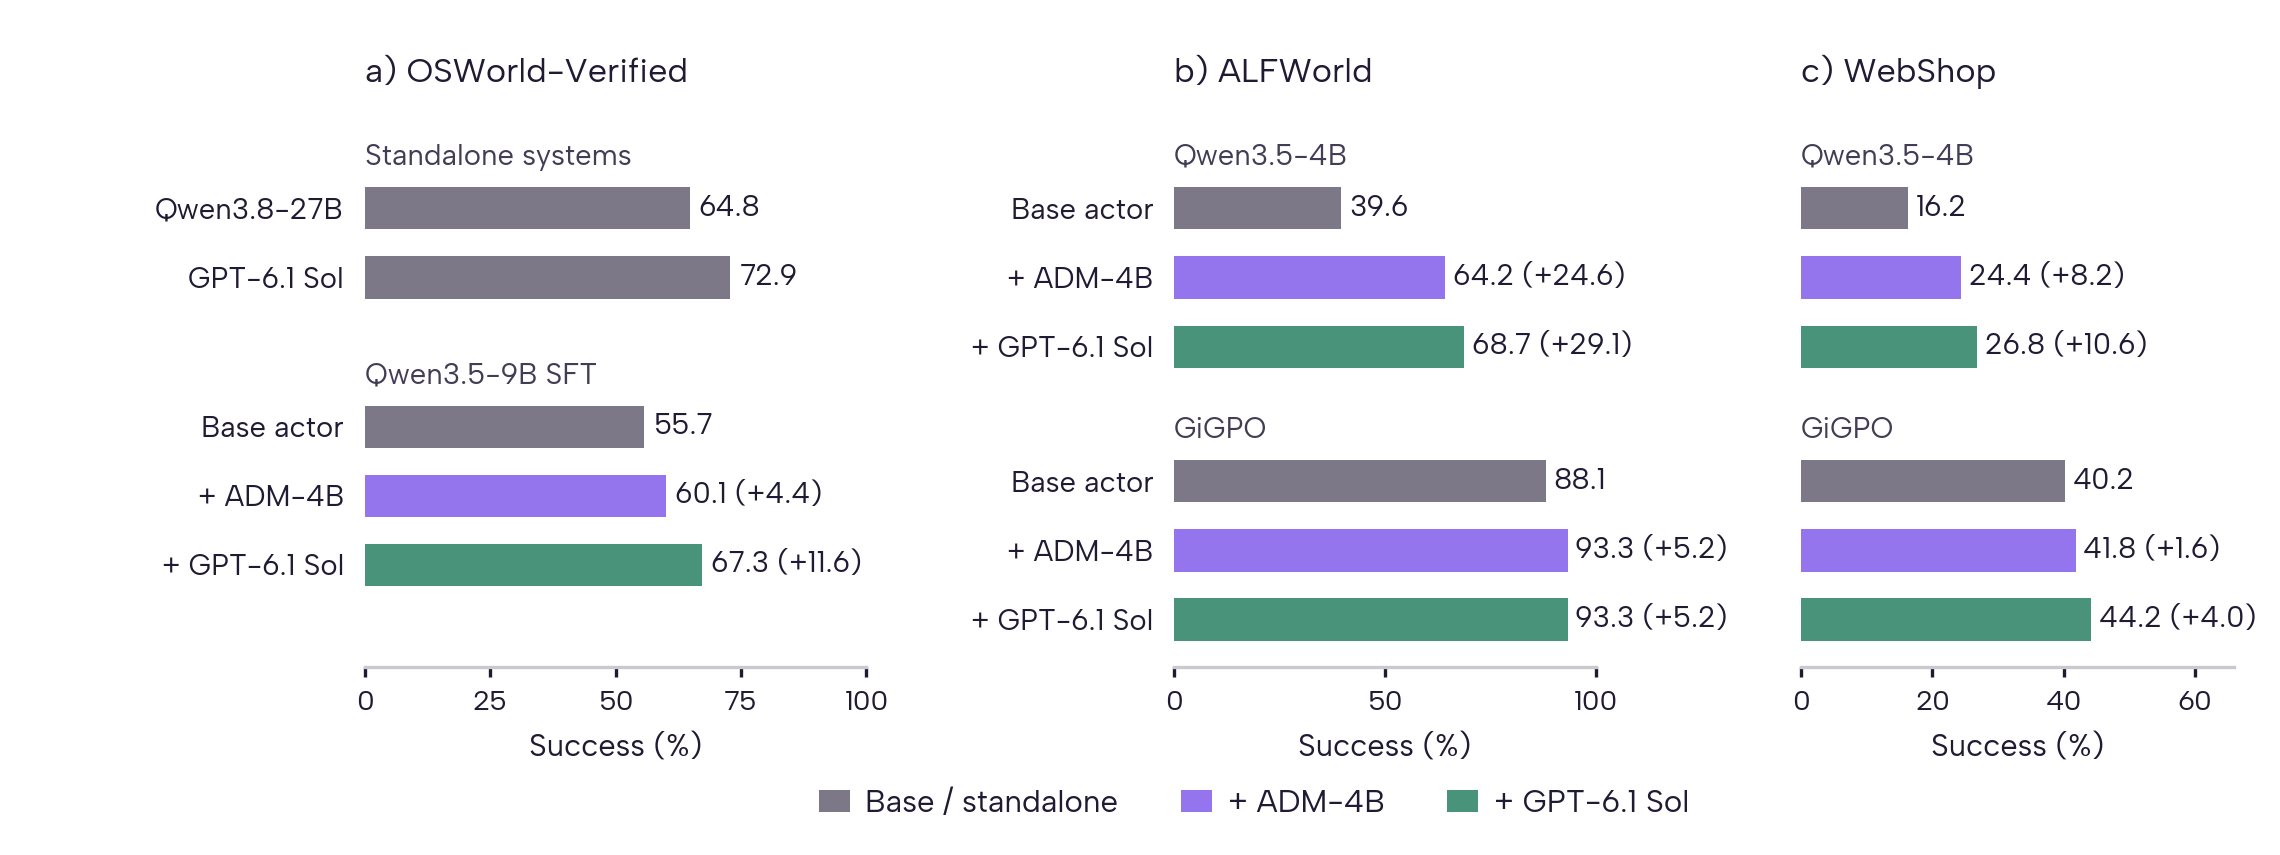 a) OSWorld-Verified
Standalone systems
Qwen3.8-27B 64.8
GPT-6.1 Sol 72.9
Qwen3.5-9B SFT
Base actor 55.7
+ ADM-4B 60.1 (+4.4)
+ GPT-6.1 Sol 67.3 (+11.6)
0 25 50 75 100
Success (%)
b) ALFWorld
Qwen3.5-4B
Base actor 39.6
+ ADM-4B 64.2 (+24.6)
+ GPT-6.1 Sol 68.7 (+29.1)
GiGPO
Base actor 88.1
+ ADM-4B 93.3 (+5.2)
+ GPT-6.1 Sol 93.3 (+5.2)
0 50 100
Success (%)
c) WebShop
Qwen3.5-4B
16.2
24.4 (+8.2)
26.8 (+10.6)
GiGPO
40.2
41.8 (+1.6)
44.2 (+4.0)
0 20 40 60
Success (%)
Base / standalone + ADM-4B + GPT-6.1 Sol